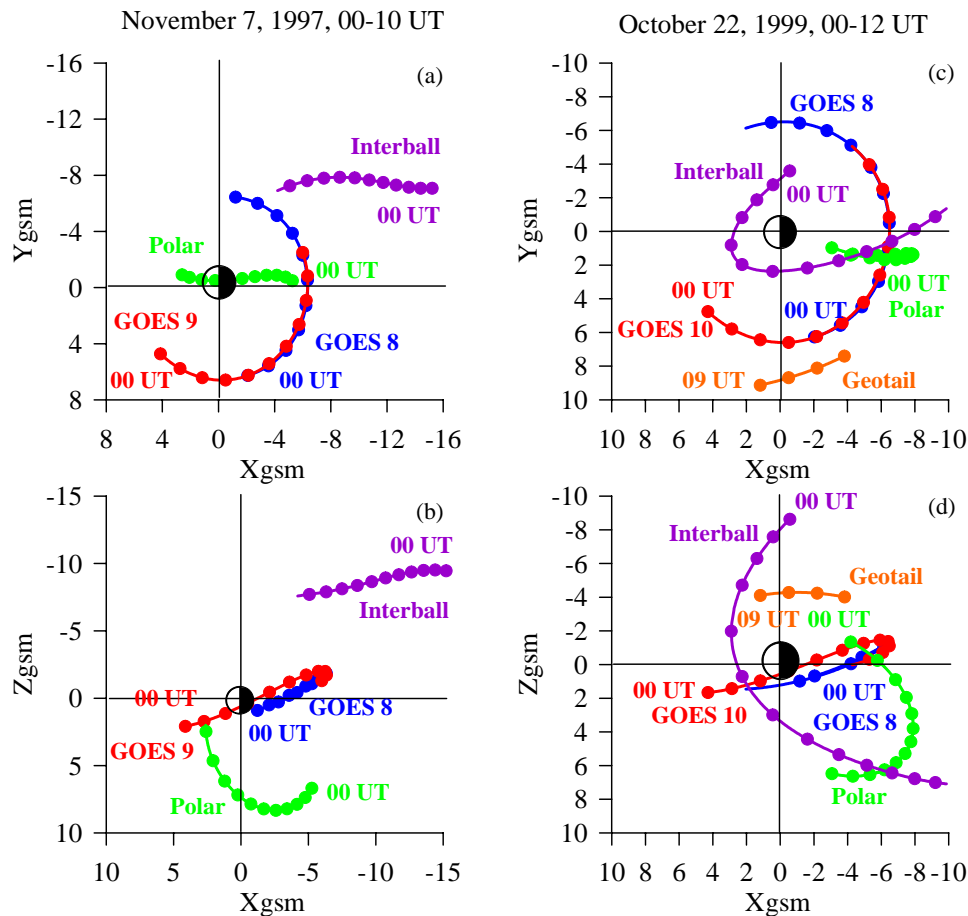 November 7, 1997, 00-10 UT
October 22, 1999, 00-12 UT
(a)
Ygsm
-16
-12
-8
-4
0
4
8
Interball
00 UT
Polar
00 UT
GOES 9
GOES 8
00 UT
00 UT
8 4 0 -4 -8 -12 -16
Xgsm
(c)
Ygsm
-10
-8
-6
-4
-2
0
2
4
6
8
10
GOES 8
Interball
00 UT
00 UT
00 UT
00 UT
Polar
GOES 10
09 UT
Geotail
10 8 6 4 2 0 -2 -4 -6 -8 -10
Xgsm
(b)
Zgsm
-15
-10
-5
0
5
10
00 UT
Interball
00 UT
GOES 8
GOES 9
00 UT
Polar
00 UT
10 5 0 -5 -10 -15
Xgsm
(d)
Zgsm
-10
-8
-6
-4
-2
0
2
4
6
8
10
00 UT
Interball
Geotail
09 UT
00 UT
00 UT
00 UT
GOES 10
GOES 8
Polar
10 8 6 4 2 0 -2 -4 -6 -8 -10
Xgsm